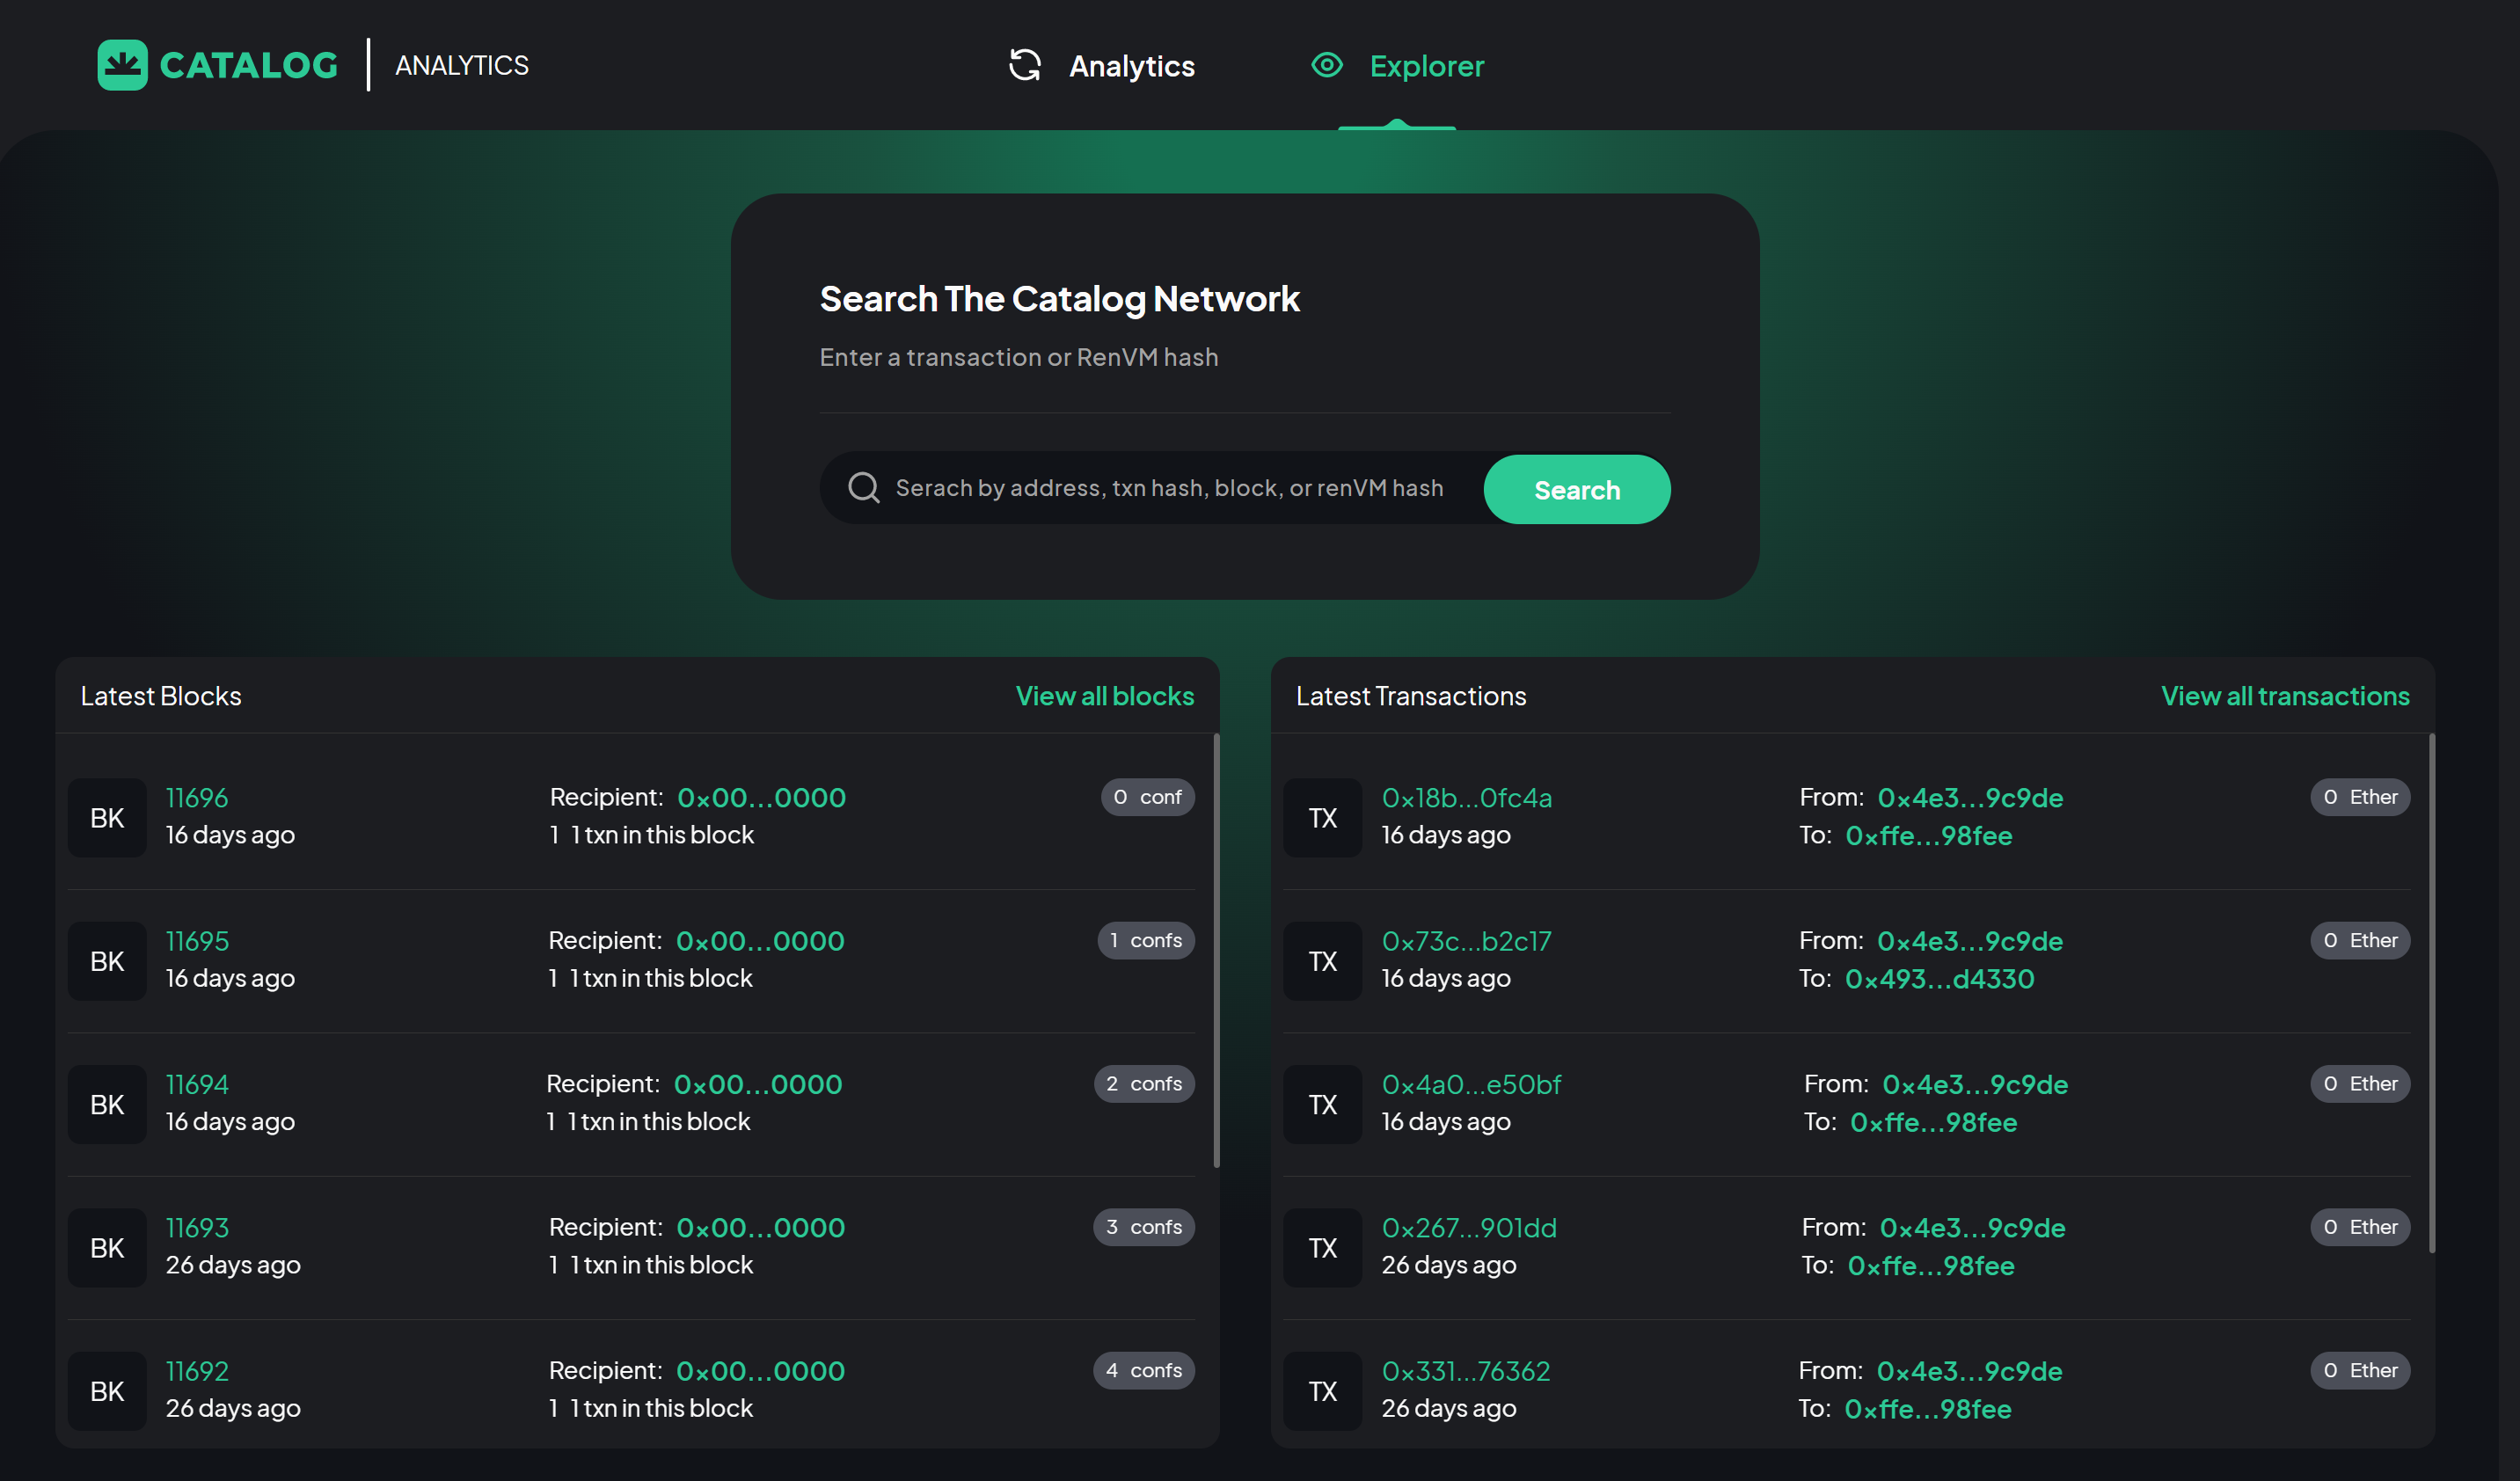 CATALOG ANALYTICS Analytics Explorer
Search The Catalog Network
Enter a transaction or RenVM hash
Serach by address, txn hash, block, or renVM hash Search
Latest Blocks View all blocks
BK 11696 Recipient: 0x00...0000 0 conf
16 days ago 1 1 txn in this block
BK 11695 Recipient: 0x00...0000 1 confs
16 days ago 1 1 txn in this block
BK 11694 Recipient: 0x00...0000 2 confs
16 days ago 1 1 txn in this block
BK 11693 Recipient: 0x00...0000 3 confs
26 days ago 1 1 txn in this block
BK 11692 Recipient: 0x00...0000 4 confs
26 days ago 1 1 txn in this block
Latest Transactions View all transactions
TX 0x18b...0fc4a From: 0x4e3...9c9de 0 Ether
16 days ago To: 0xffe...98fee
TX 0x73c...b2c17 From: 0x4e3...9c9de 0 Ether
16 days ago To: 0x493...d4330
TX 0x4a0...e50bf From: 0x4e3...9c9de 0 Ether
16 days ago To: 0xffe...98fee
TX 0x267...901dd From: 0x4e3...9c9de 0 Ether
26 days ago To: 0xffe...98fee
TX 0x331...76362 From: 0x4e3...9c9de 0 Ether
26 days ago To: 0xffe...98fee